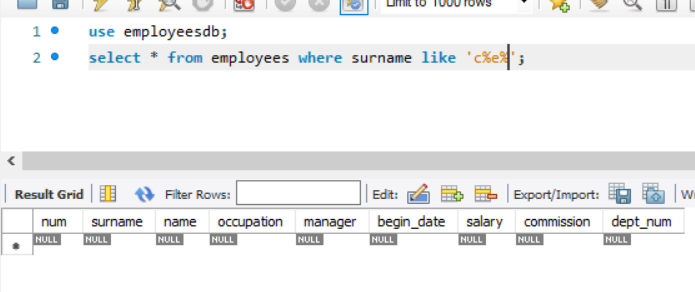 Limit to 1000 rows
1 use employeesdb;
2 select * from employees where surname like 'c%e%';
Result Grid Filter Rows: Edit: Export/Import:
num surname name occupation manager begin_date salary commission dept_num
NULL NULL NULL NULL NULL NULL NULL NULL NULL